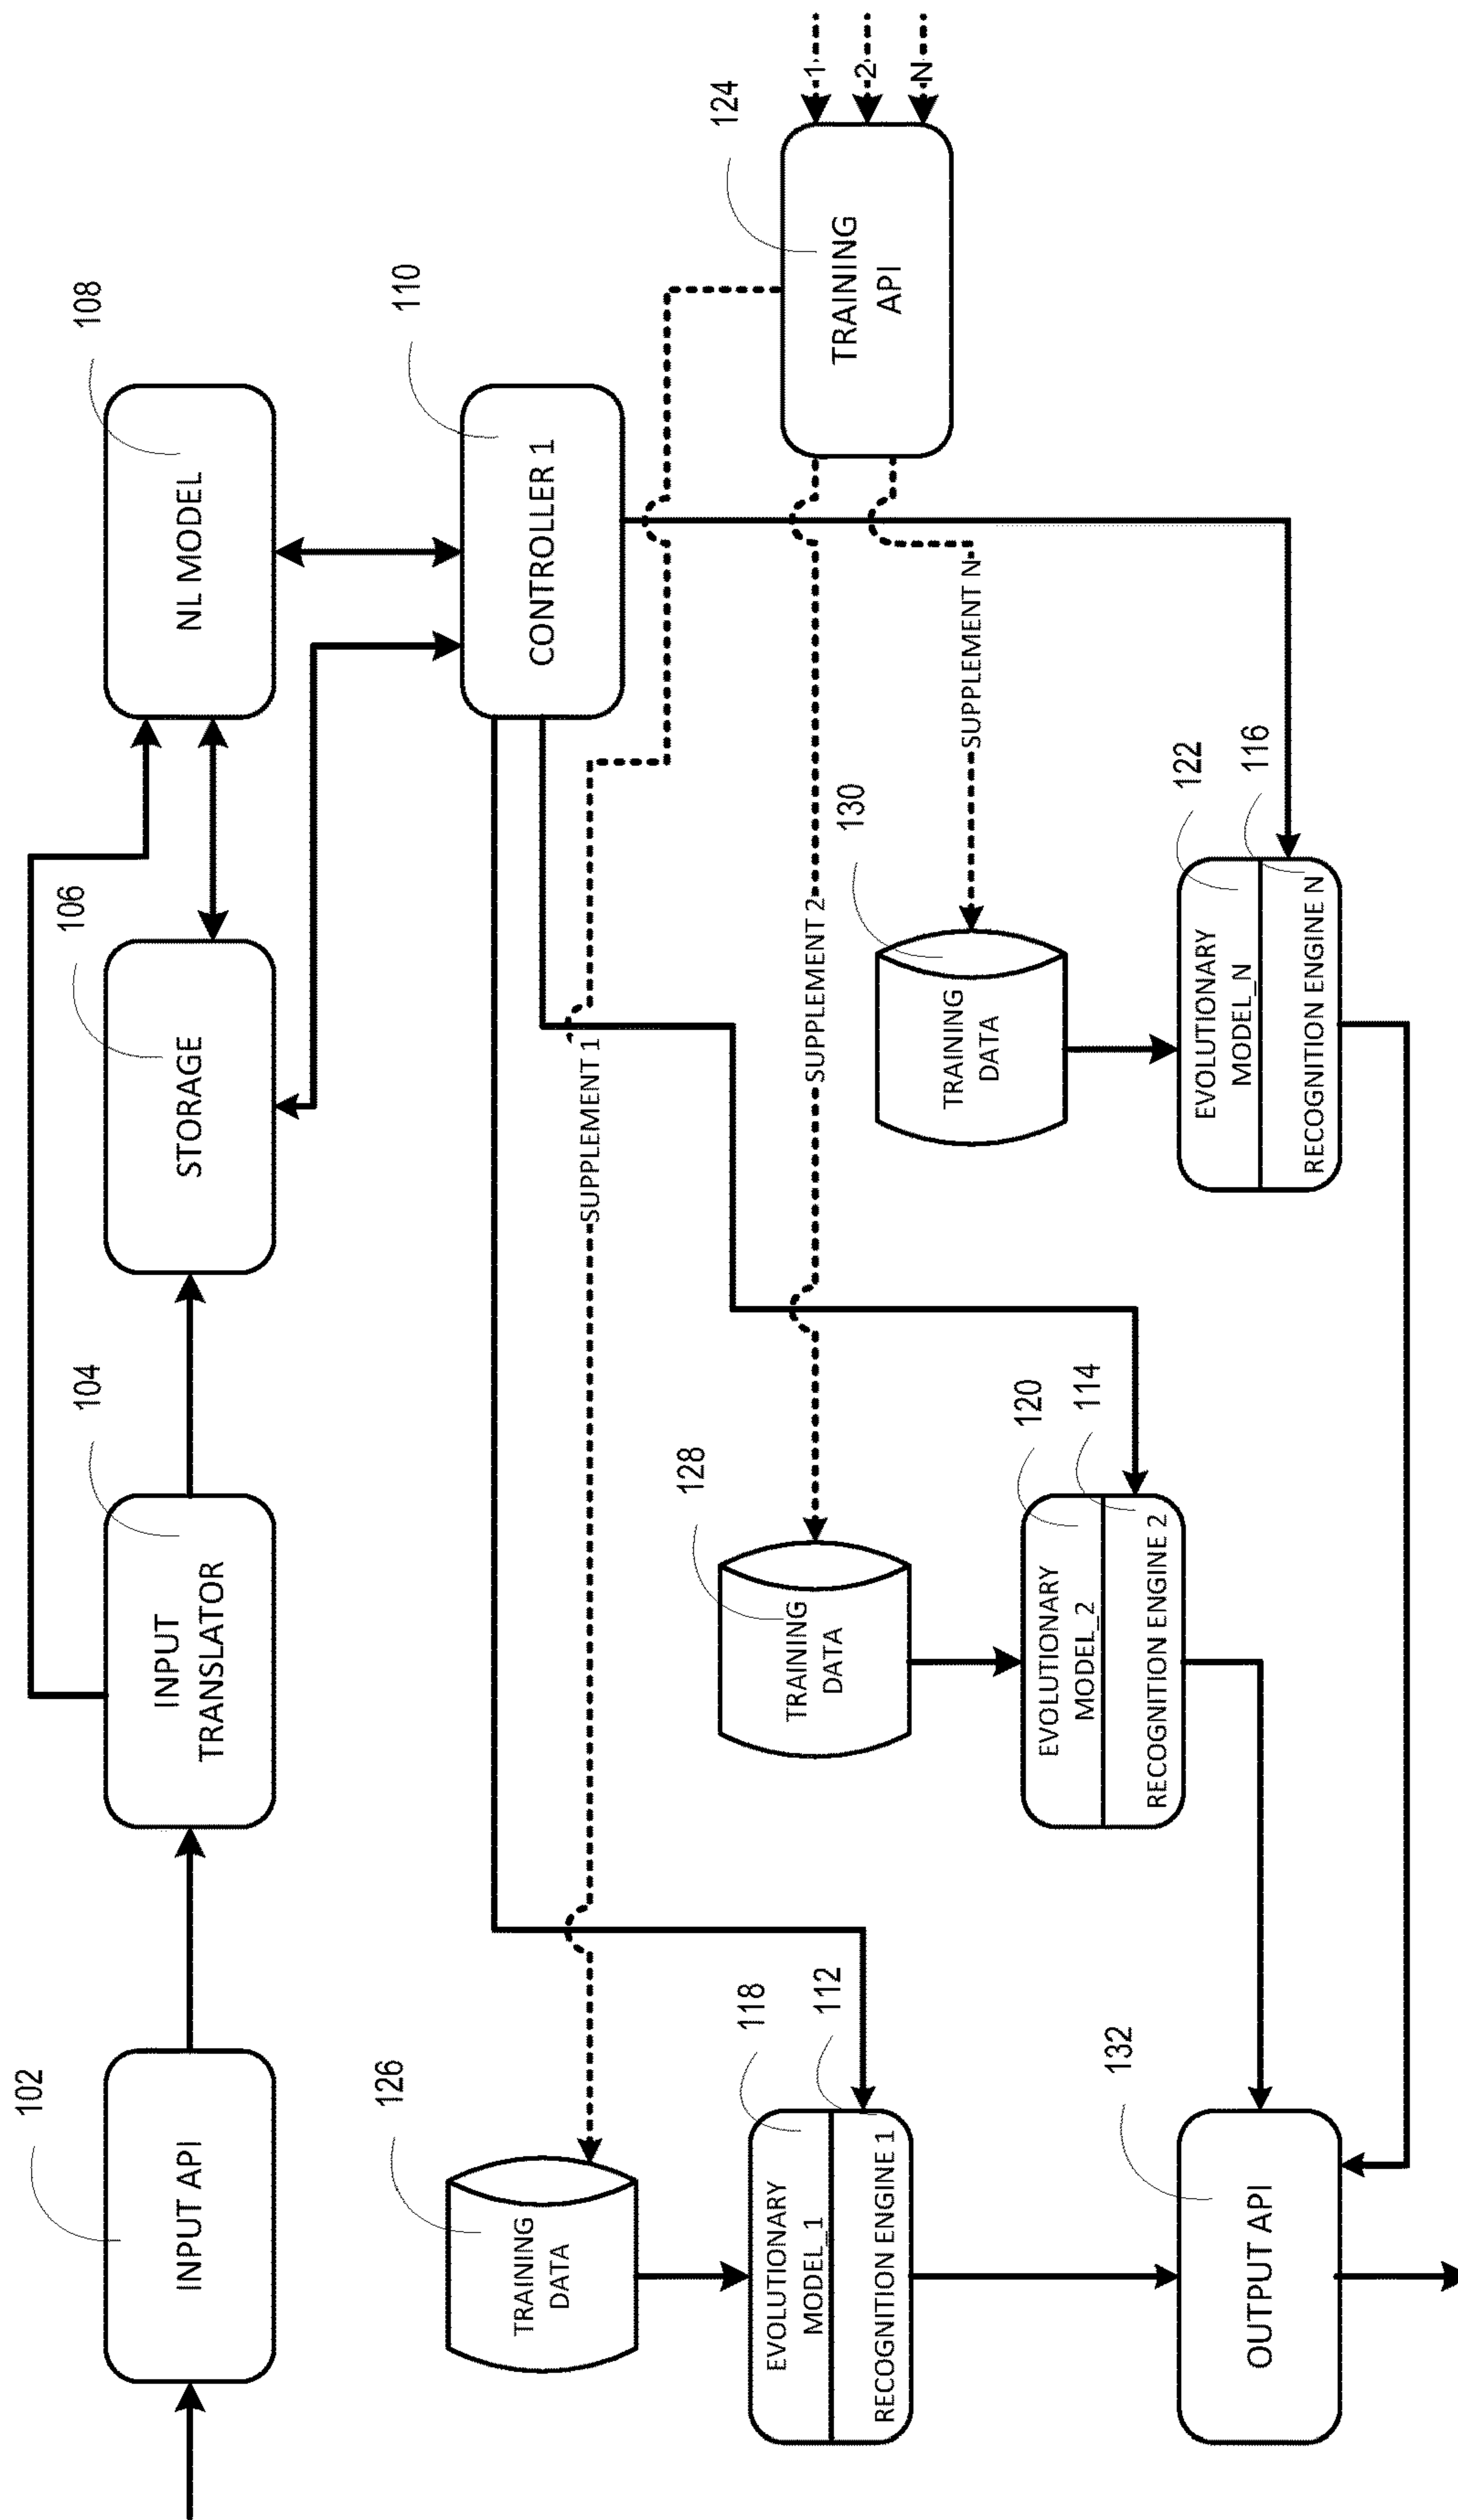 102
INPUT API
104
INPUT
TRANSLATOR
106
STORAGE
108
NL MODEL
110
CONTROLLER 1
126
TRAINING
DATA
118
EVOLUTIONARY
MODEL_1
112
RECOGNITION ENGINE 1
SUPPLEMENT 1
128
TRAINING
DATA
120
EVOLUTIONARY
MODEL_2
114
RECOGNITION ENGINE 2
SUPPLEMENT 2
130
TRAINING
DATA
122
EVOLUTIONARY
MODEL_N
116
RECOGNITION ENGINE N
SUPPLEMENT N
124
TRAINING
API
1
2
N
132
OUTPUT API